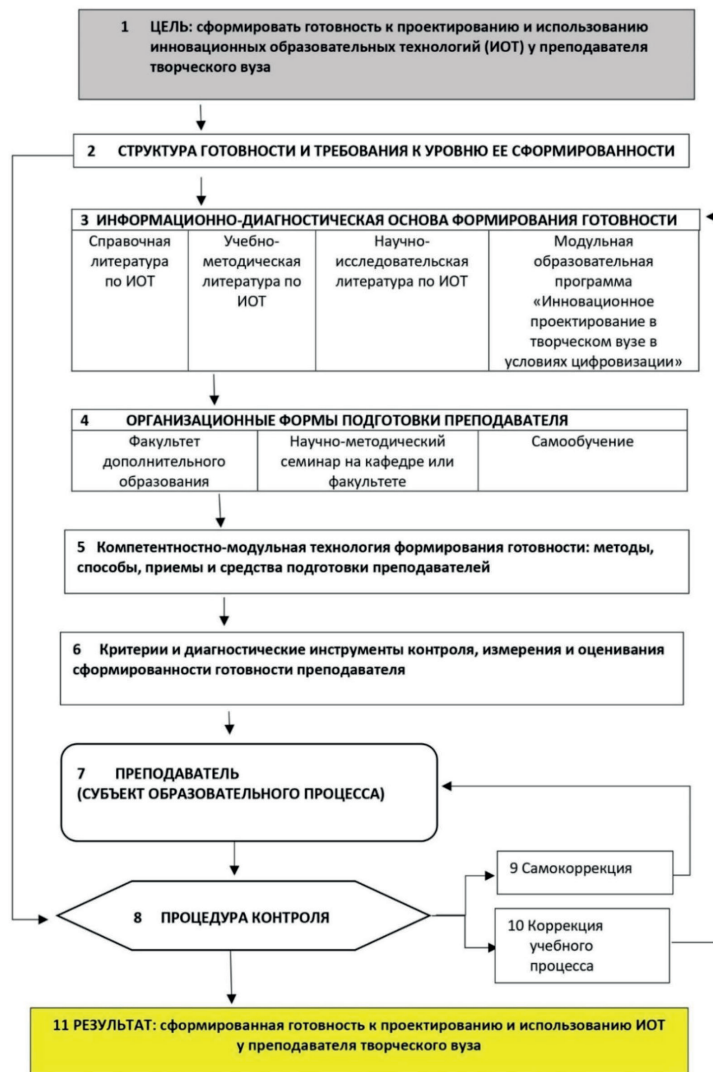 1 ЦЕЛЬ: сформировать готовность к проектированию и использованию
инновационных образовательных технологий (ИОТ) у преподавателя
творческого вуза
2 СТРУКТУРА ГОТОВНОСТИ И ТРЕБОВАНИЯ К УРОВНЮ ЕЕ СФОРМИРОВАННОСТИ
3 ИНФОРМАЦИОННО-ДИАГНОСТИЧЕСКАЯ ОСНОВА ФОРМИРОВАНИЯ ГОТОВНОСТИ
Справочная
литература
по ИОТ
Учебно-
методическая
литература по
ИОТ
Научно-
исследовательская
литература по ИОТ
Модульная
образовательная
программа
«Инновационное
проектирование в
творческом вузе в
условиях цифровизации»
4 ОРГАНИЗАЦИОННЫЕ ФОРМЫ ПОДГОТОВКИ ПРЕПОДАВАТЕЛЯ
Факультет
дополнительного
образования
Научно-методический
семинар на кафедре или
факультете
Самообучение
5 Компетентностно-модульная технология формирования готовности: методы,
способы, приемы и средства подготовки преподавателей
6 Критерии и диагностические инструменты контроля, измерения и оценивания
сформированности готовности преподавателя
7 ПРЕПОДАВАТЕЛЬ
(СУБЪЕКТ ОБРАЗОВАТЕЛЬНОГО ПРОЦЕССА)
8 ПРОЦЕДУРА КОНТРОЛЯ
9 Самокоррекция
10 Коррекция
учебного
процесса
11 РЕЗУЛЬТАТ: сформированная готовность к проектированию и использованию ИОТ
у преподавателя творческого вуза